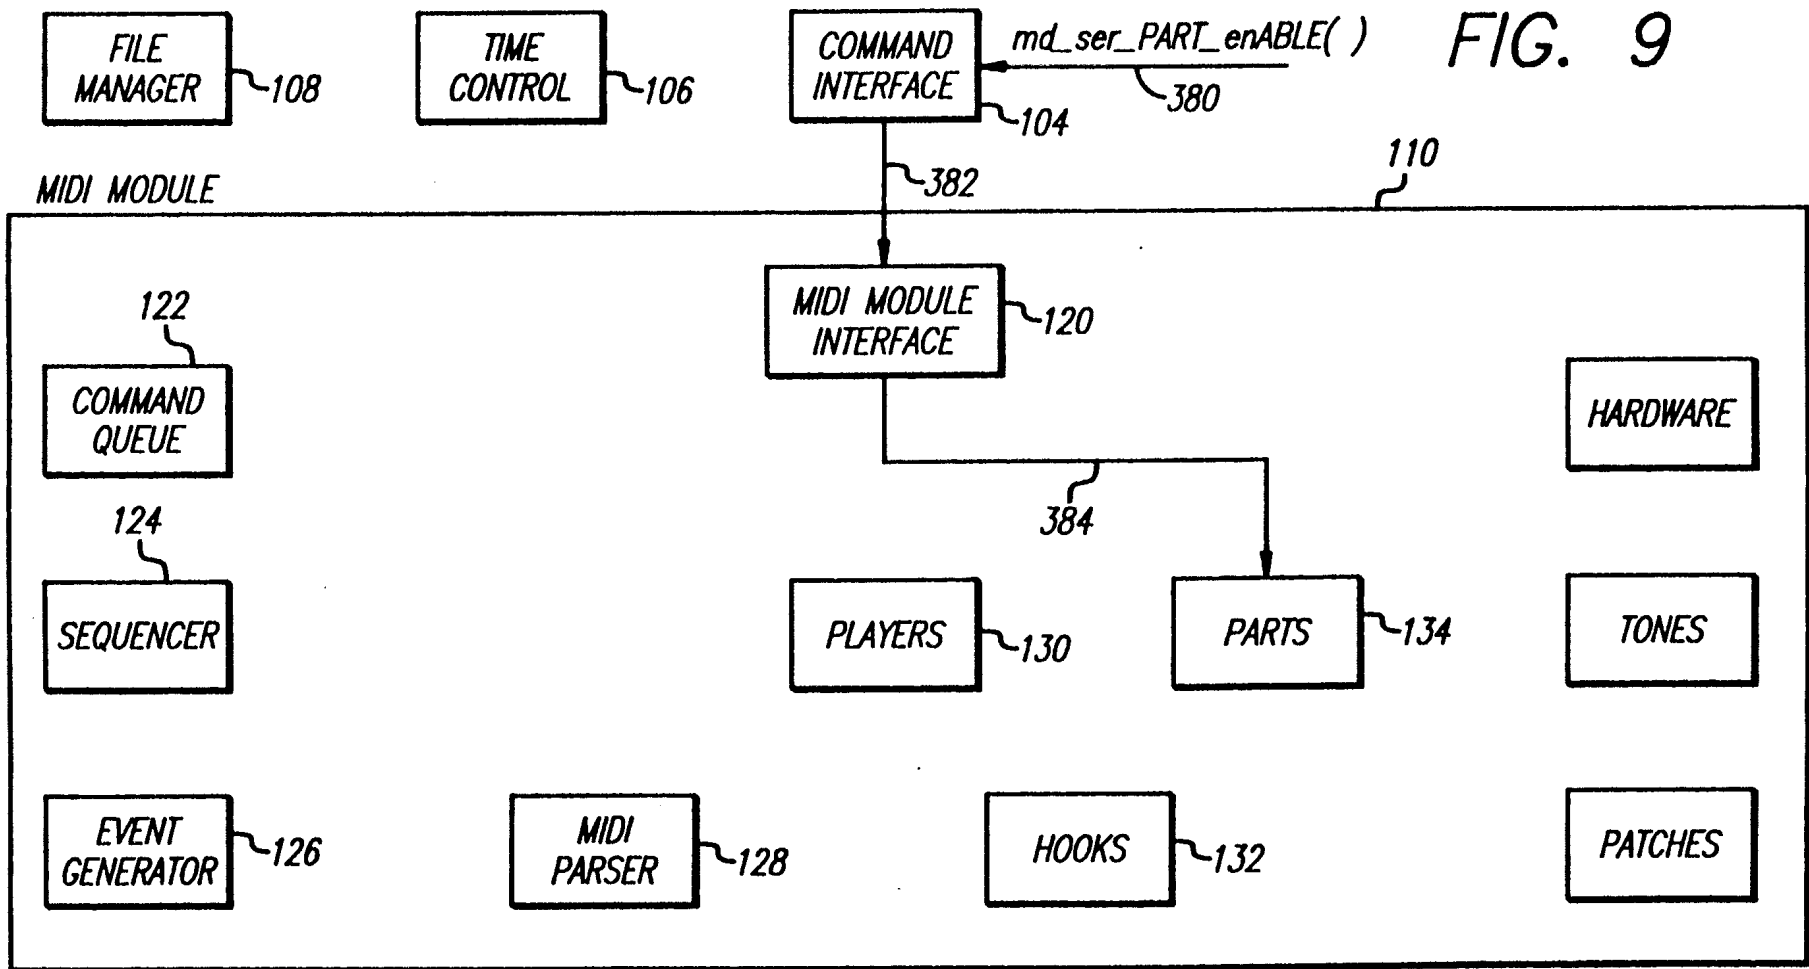 FIG. 9
FILE
MANAGER
108
TIME
CONTROL
106
COMMAND
INTERFACE
104
md_ser_PART_enABLE( )
380
382
MIDI MODULE
110
MIDI MODULE
INTERFACE
120
122
COMMAND
QUEUE
HARDWARE
384
124
SEQUENCER
PLAYERS
130
PARTS
134
TONES
EVENT
GENERATOR
126
MIDI
PARSER
128
HOOKS
132
PATCHES